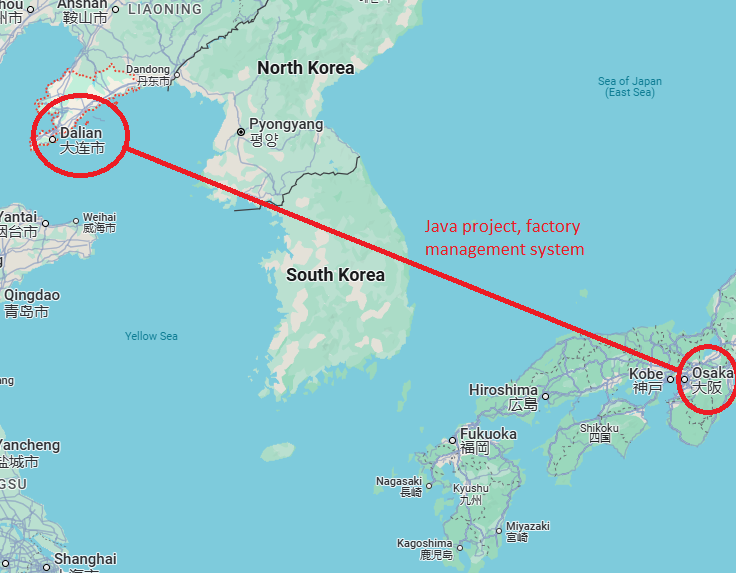 Anshan
鞍山市
LIAONING
Dandong
丹东市
North Korea
Sea of Japan
(East Sea)
Dalian
大连市
Pyongyang
평양
Yantai
烟台市
Weihai
威海市
Java project, factory
management system
South Korea
Qingdao
青岛市
Yellow Sea
Kobe
神戸
Osaka
大阪
Hiroshima
広島
Shikoku
四国
Fukuoka
福岡
Yancheng
盐城市
GSU
Nagasaki
長崎
Kyushu
九州
Miyazaki
宮崎
Kagoshima
鹿児島
Shanghai